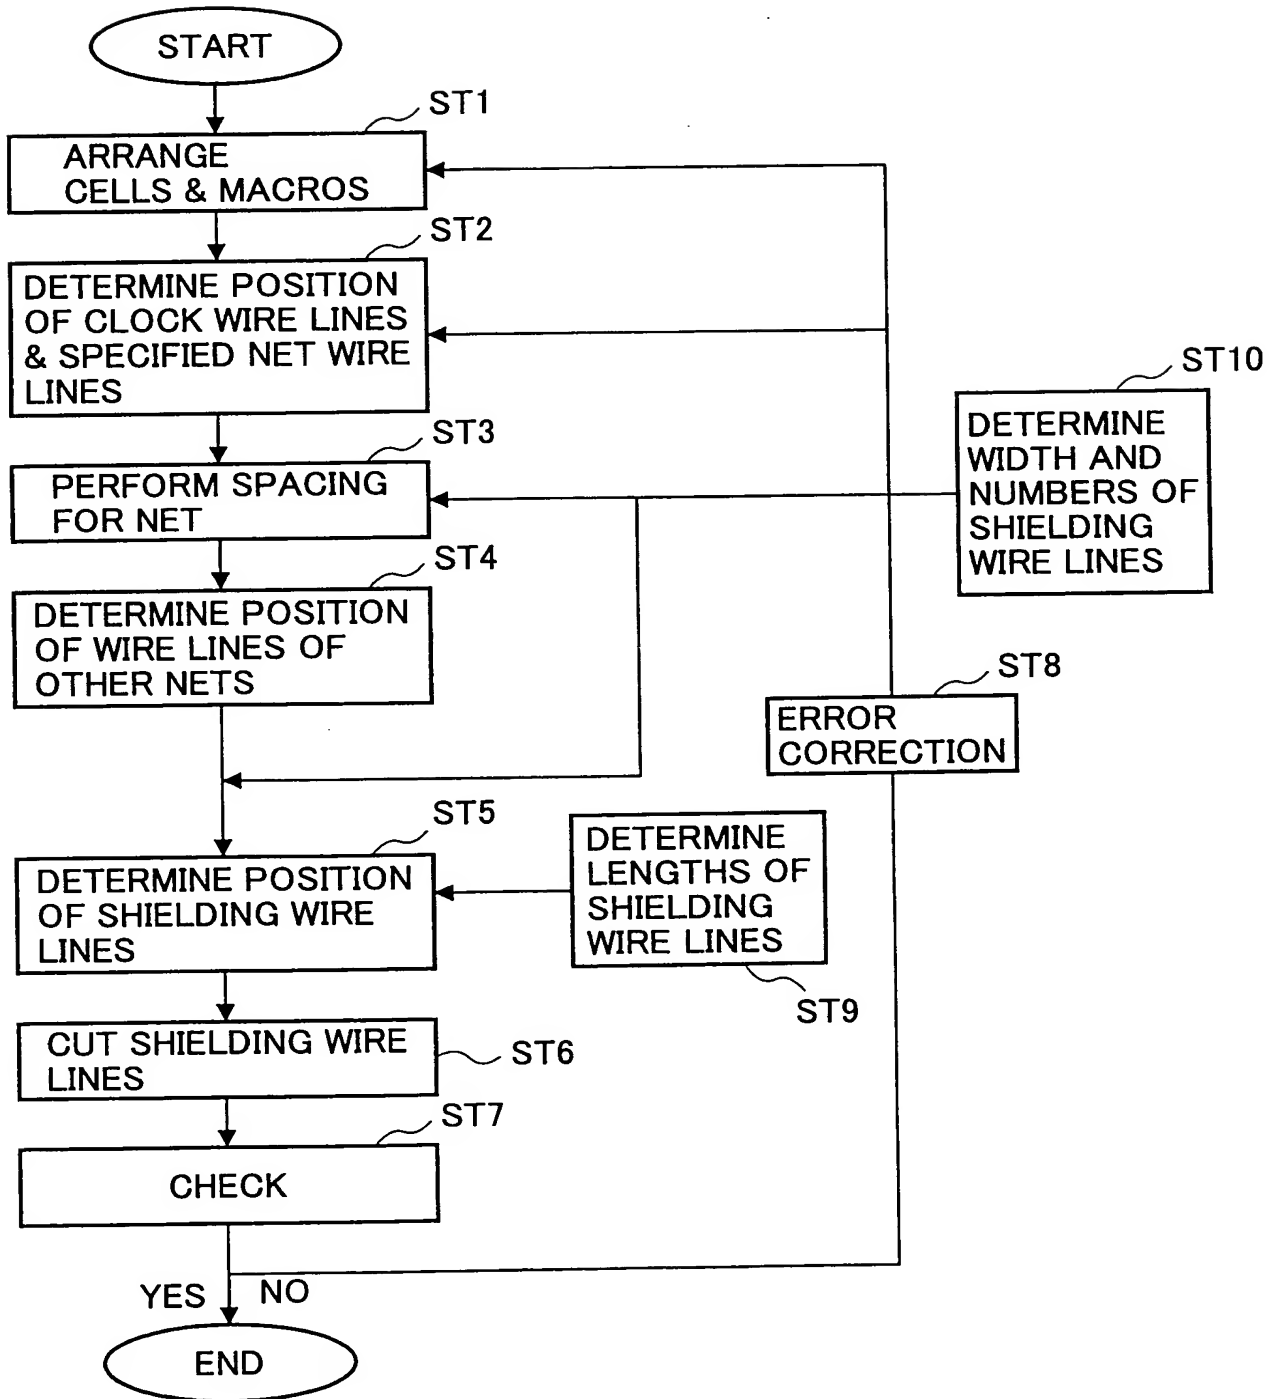 START
ST1
ARRANGE
CELLS & MACROS
ST2
DETERMINE POSITION
OF CLOCK WIRE LINES
& SPECIFIED NET WIRE
LINES
ST3
PERFORM SPACING
FOR NET
ST10
DETERMINE
WIDTH AND
NUMBERS OF
SHIELDING
WIRE LINES
ST4
DETERMINE POSITION
OF WIRE LINES OF
OTHER NETS
ST8
ERROR
CORRECTION
ST5
DETERMINE POSITION
OF SHIELDING WIRE
LINES
DETERMINE
LENGTHS OF
SHIELDING
WIRE LINES
ST9
CUT SHIELDING WIRE
LINES
ST6
ST7
CHECK
YES
NO
END